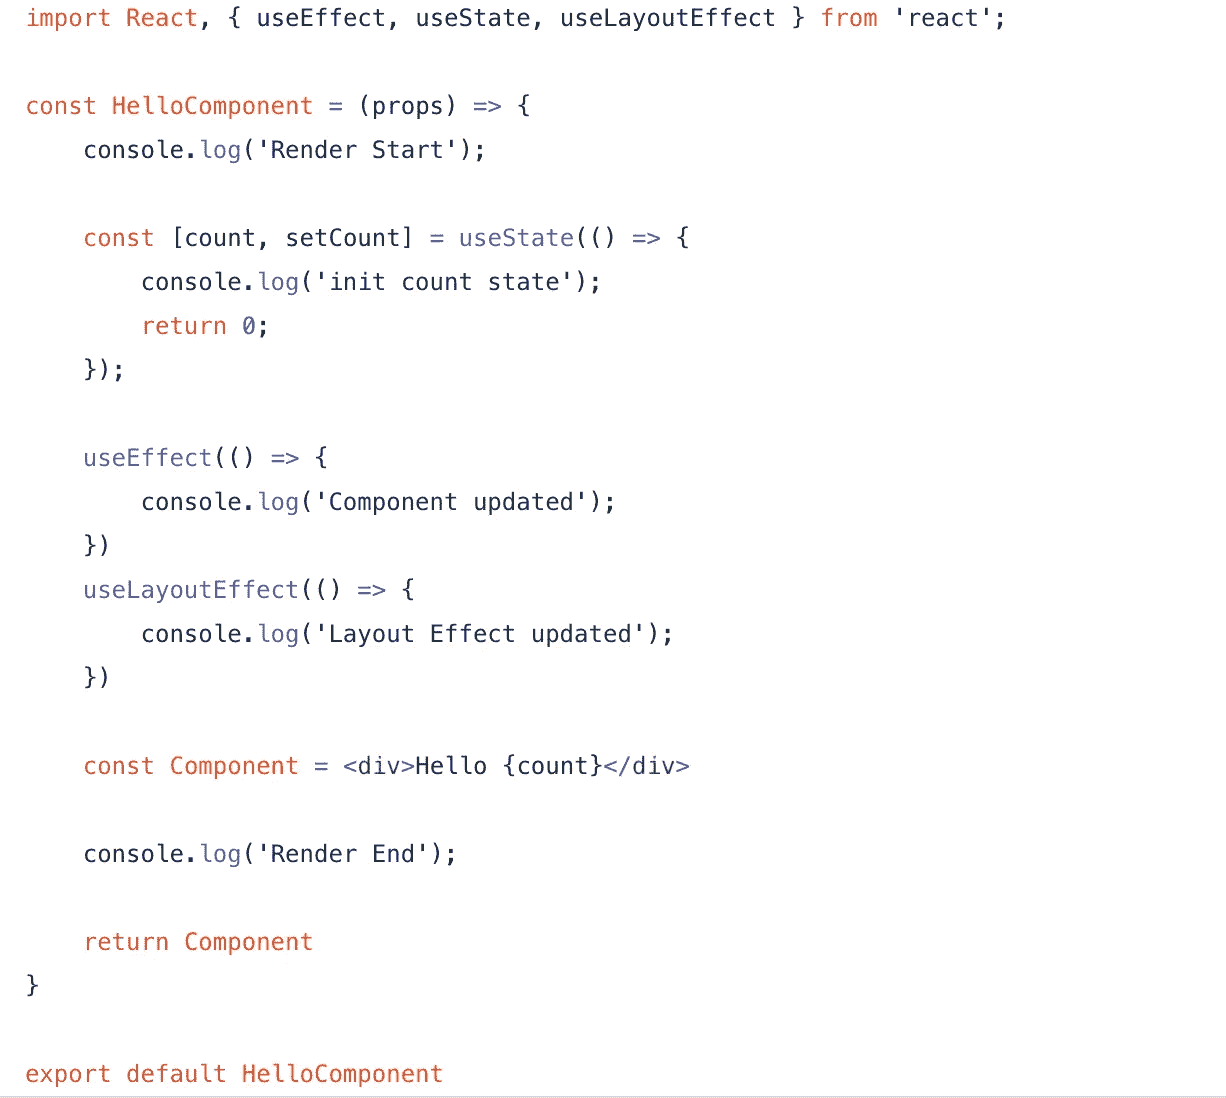 import React, { useEffect, useState, useLayoutEffect } from 'react';
const HelloComponent = (props) => {
console.log('Render Start');
const [count, setCount] = useState(() => {
console.log('init count state');
return 0;
});
useEffect(() => {
console.log('Component updated');
})
useLayoutEffect(() => {
console.log('Layout Effect updated');
})
const Component = <div>Hello {count}</div>
console.log('Render End');
return Component
}
export default HelloComponent